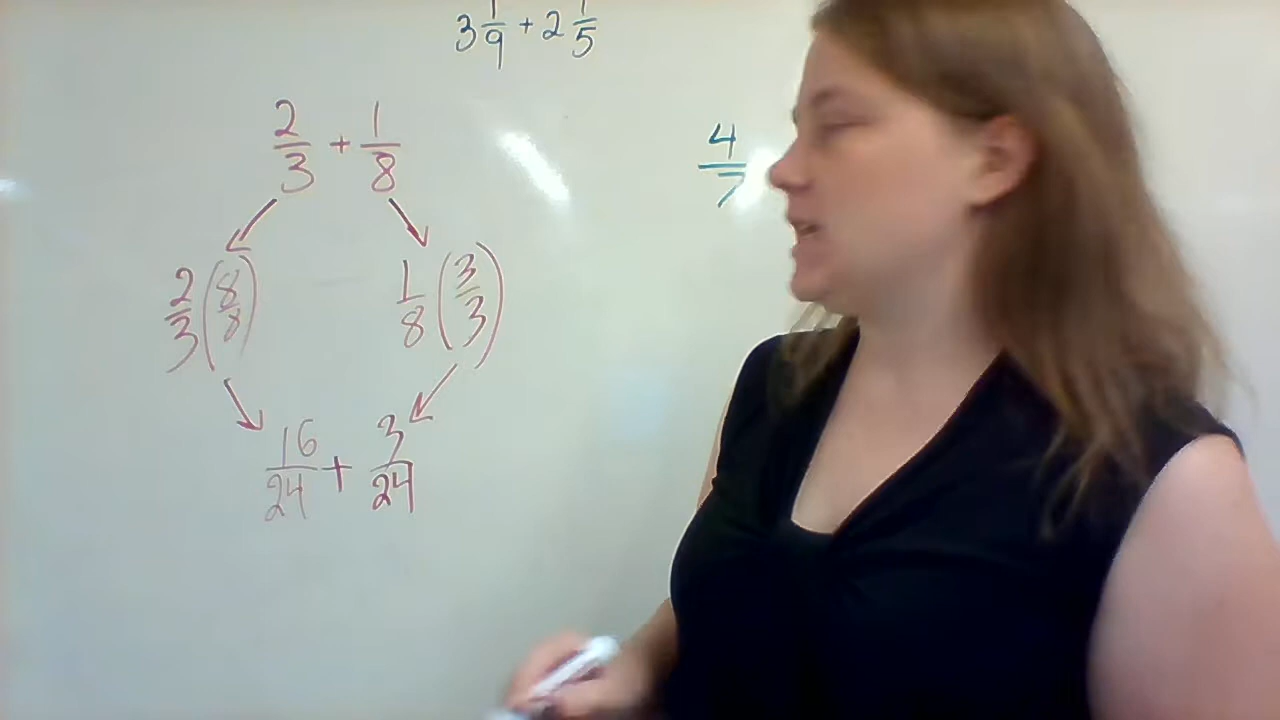 3 1/9 + 2 1/5
2/3 + 1/8
4/7
2/3 (8/8) 1/8 (3/3)
16/24 + 3/24